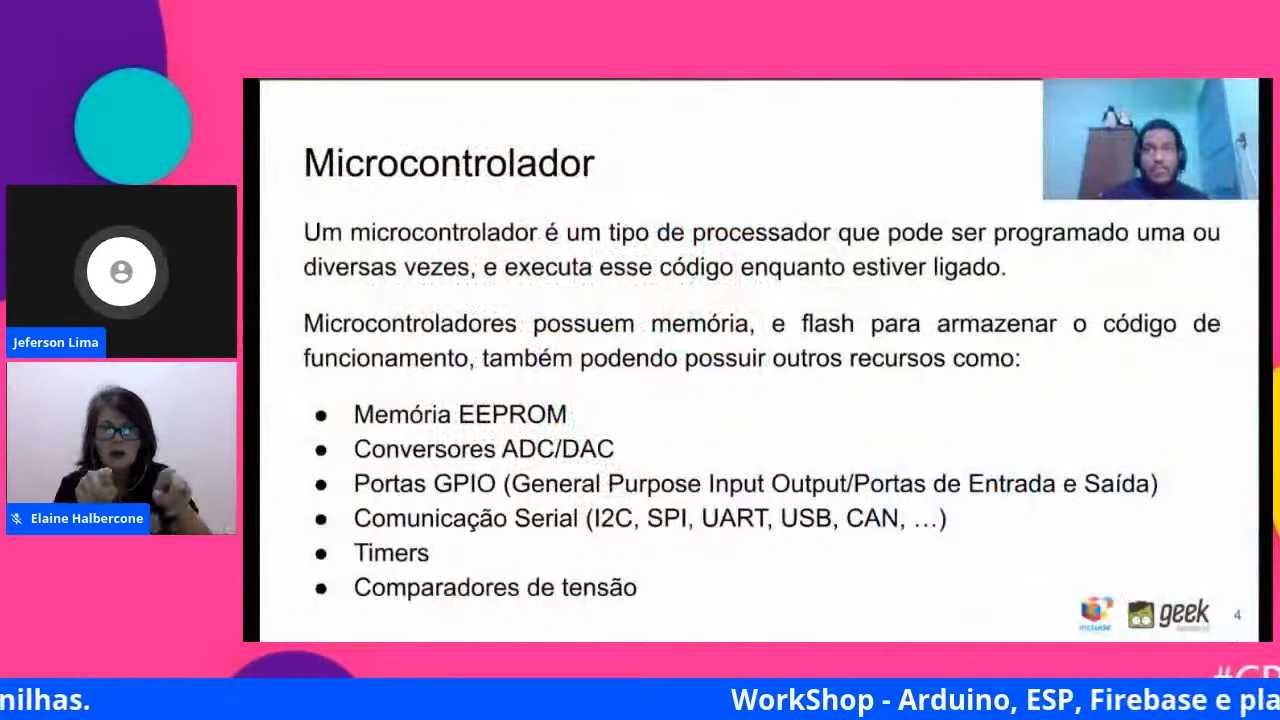 Microcontrolador
Um microcontrolador é um tipo de processador que pode ser programado uma ou
diversas vezes, e executa esse código enquanto estiver ligado.
Microcontroladores possuem memória, e flash para armazenar o código de
funcionamento, também podendo possuir outros recursos como:
● Memória EEPROM
● Conversores ADC/DAC
● Portas GPIO (General Purpose Input Output/Portas de Entrada e Saída)
● Comunicação Serial (I2C, SPI, UART, USB, CAN, …)
● Timers
● Comparadores de tensão
include
geek
4
Jeferson Lima
Elaine Halbercone
nilhas.
WorkShop - Arduino, ESP, Firebase e pla